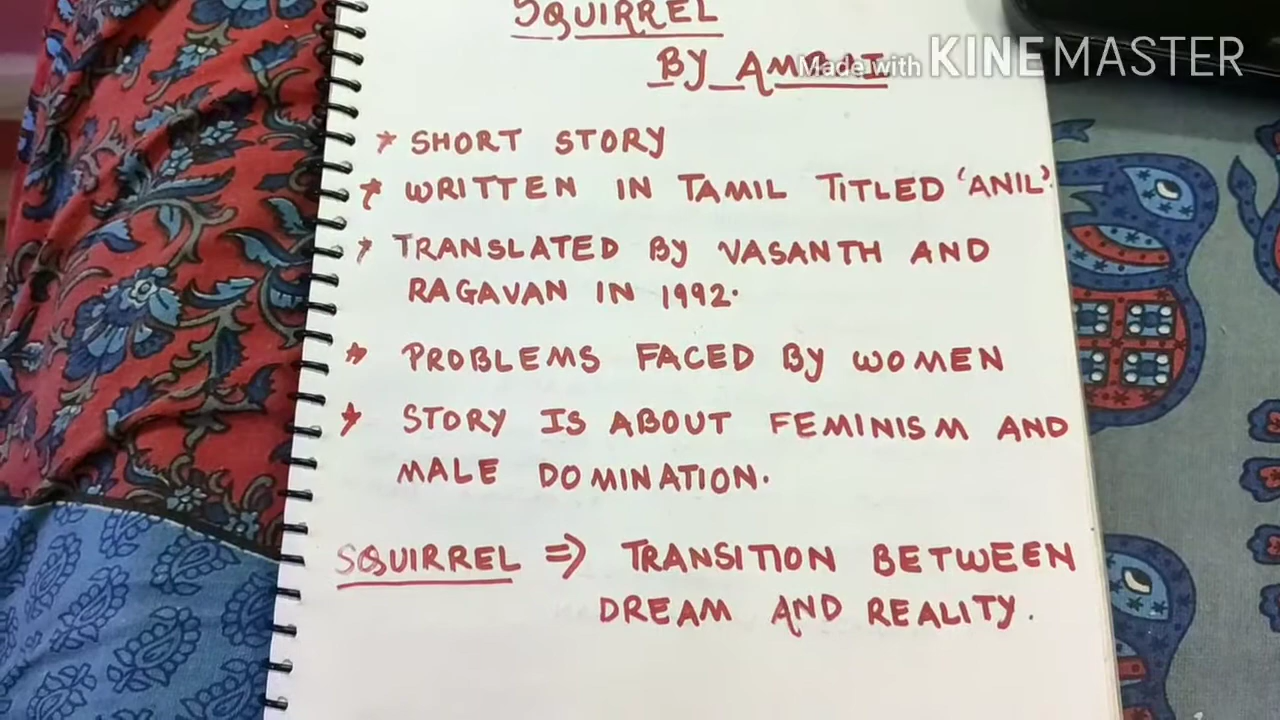 SQUIRREL
BY AMBAI
Made with KINEMASTER
* SHORT STORY
* WRITTEN IN TAMIL TITLED 'ANIL'.
* TRANSLATED BY VASANTH AND
RAGAVAN IN 1992.
* PROBLEMS FACED BY WOMEN
* STORY IS ABOUT FEMINISM AND
MALE DOMINATION.
SQUIRREL => TRANSITION BETWEEN
DREAM AND REALITY.